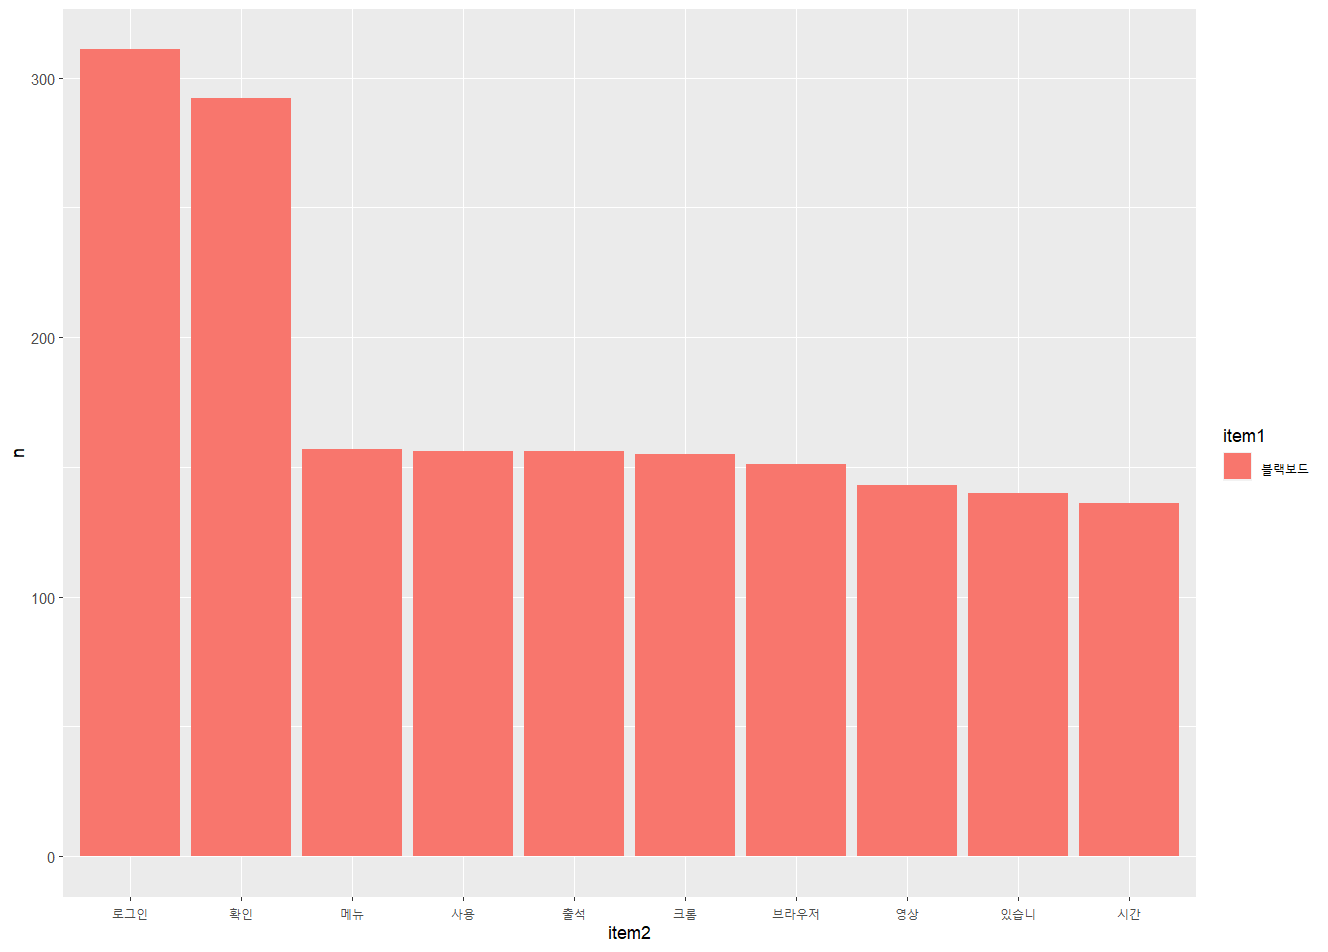 300
200
100
0
n
로그인 확인 메뉴 사용 출석 크롬 브라우저 영상 있습니 시간
item2
item1
블랙보드